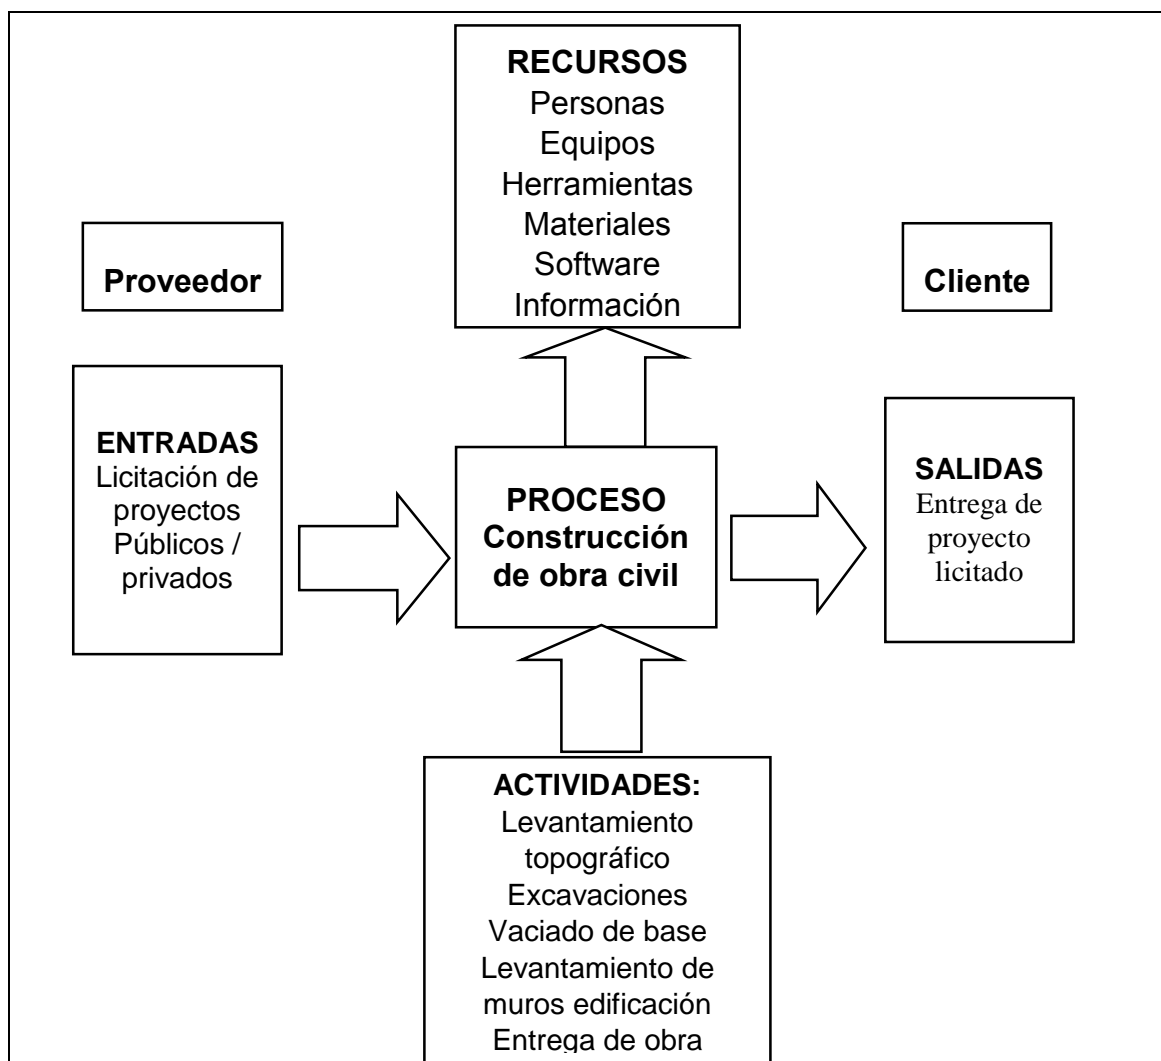 RECURSOS
Personas
Equipos
Herramientas
Materiales
Software
Información
Proveedor
Cliente
ENTRADAS
Licitación de
proyectos
Públicos /
privados
PROCESO
Construcción
de obra civil
SALIDAS
Entrega de
proyecto
licitado
ACTIVIDADES:
Levantamiento
topográfico
Excavaciones
Vaciado de base
Levantamiento de
muros edificación
Entrega de obra